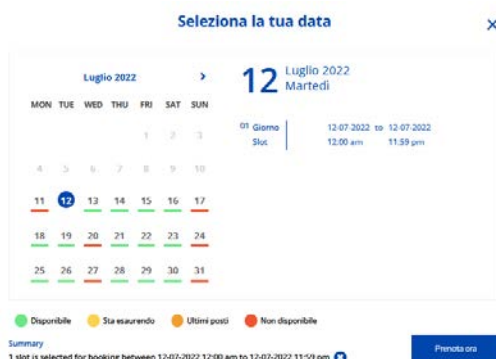 Seleziona la tua data
×
Luglio 2022 >
MON TUE WED THU FRI SAT SUN
1 2 3
4 5 6 7 8 9 10
11 12 13 14 15 16 17
18 19 20 21 22 23 24
25 26 27 28 29 30 31
12 Luglio 2022
Martedì
01 Giorno 12-07-2022 to 12-07-2022
Slot 12:00 am 11:59 pm
Disponibile Sta esaurendo Ultimi posti Non disponibile
Summary
1 slot is selected for booking between 12-07-2022 12:00 am to 12-07-2022 11:59 pm
Prenota ora